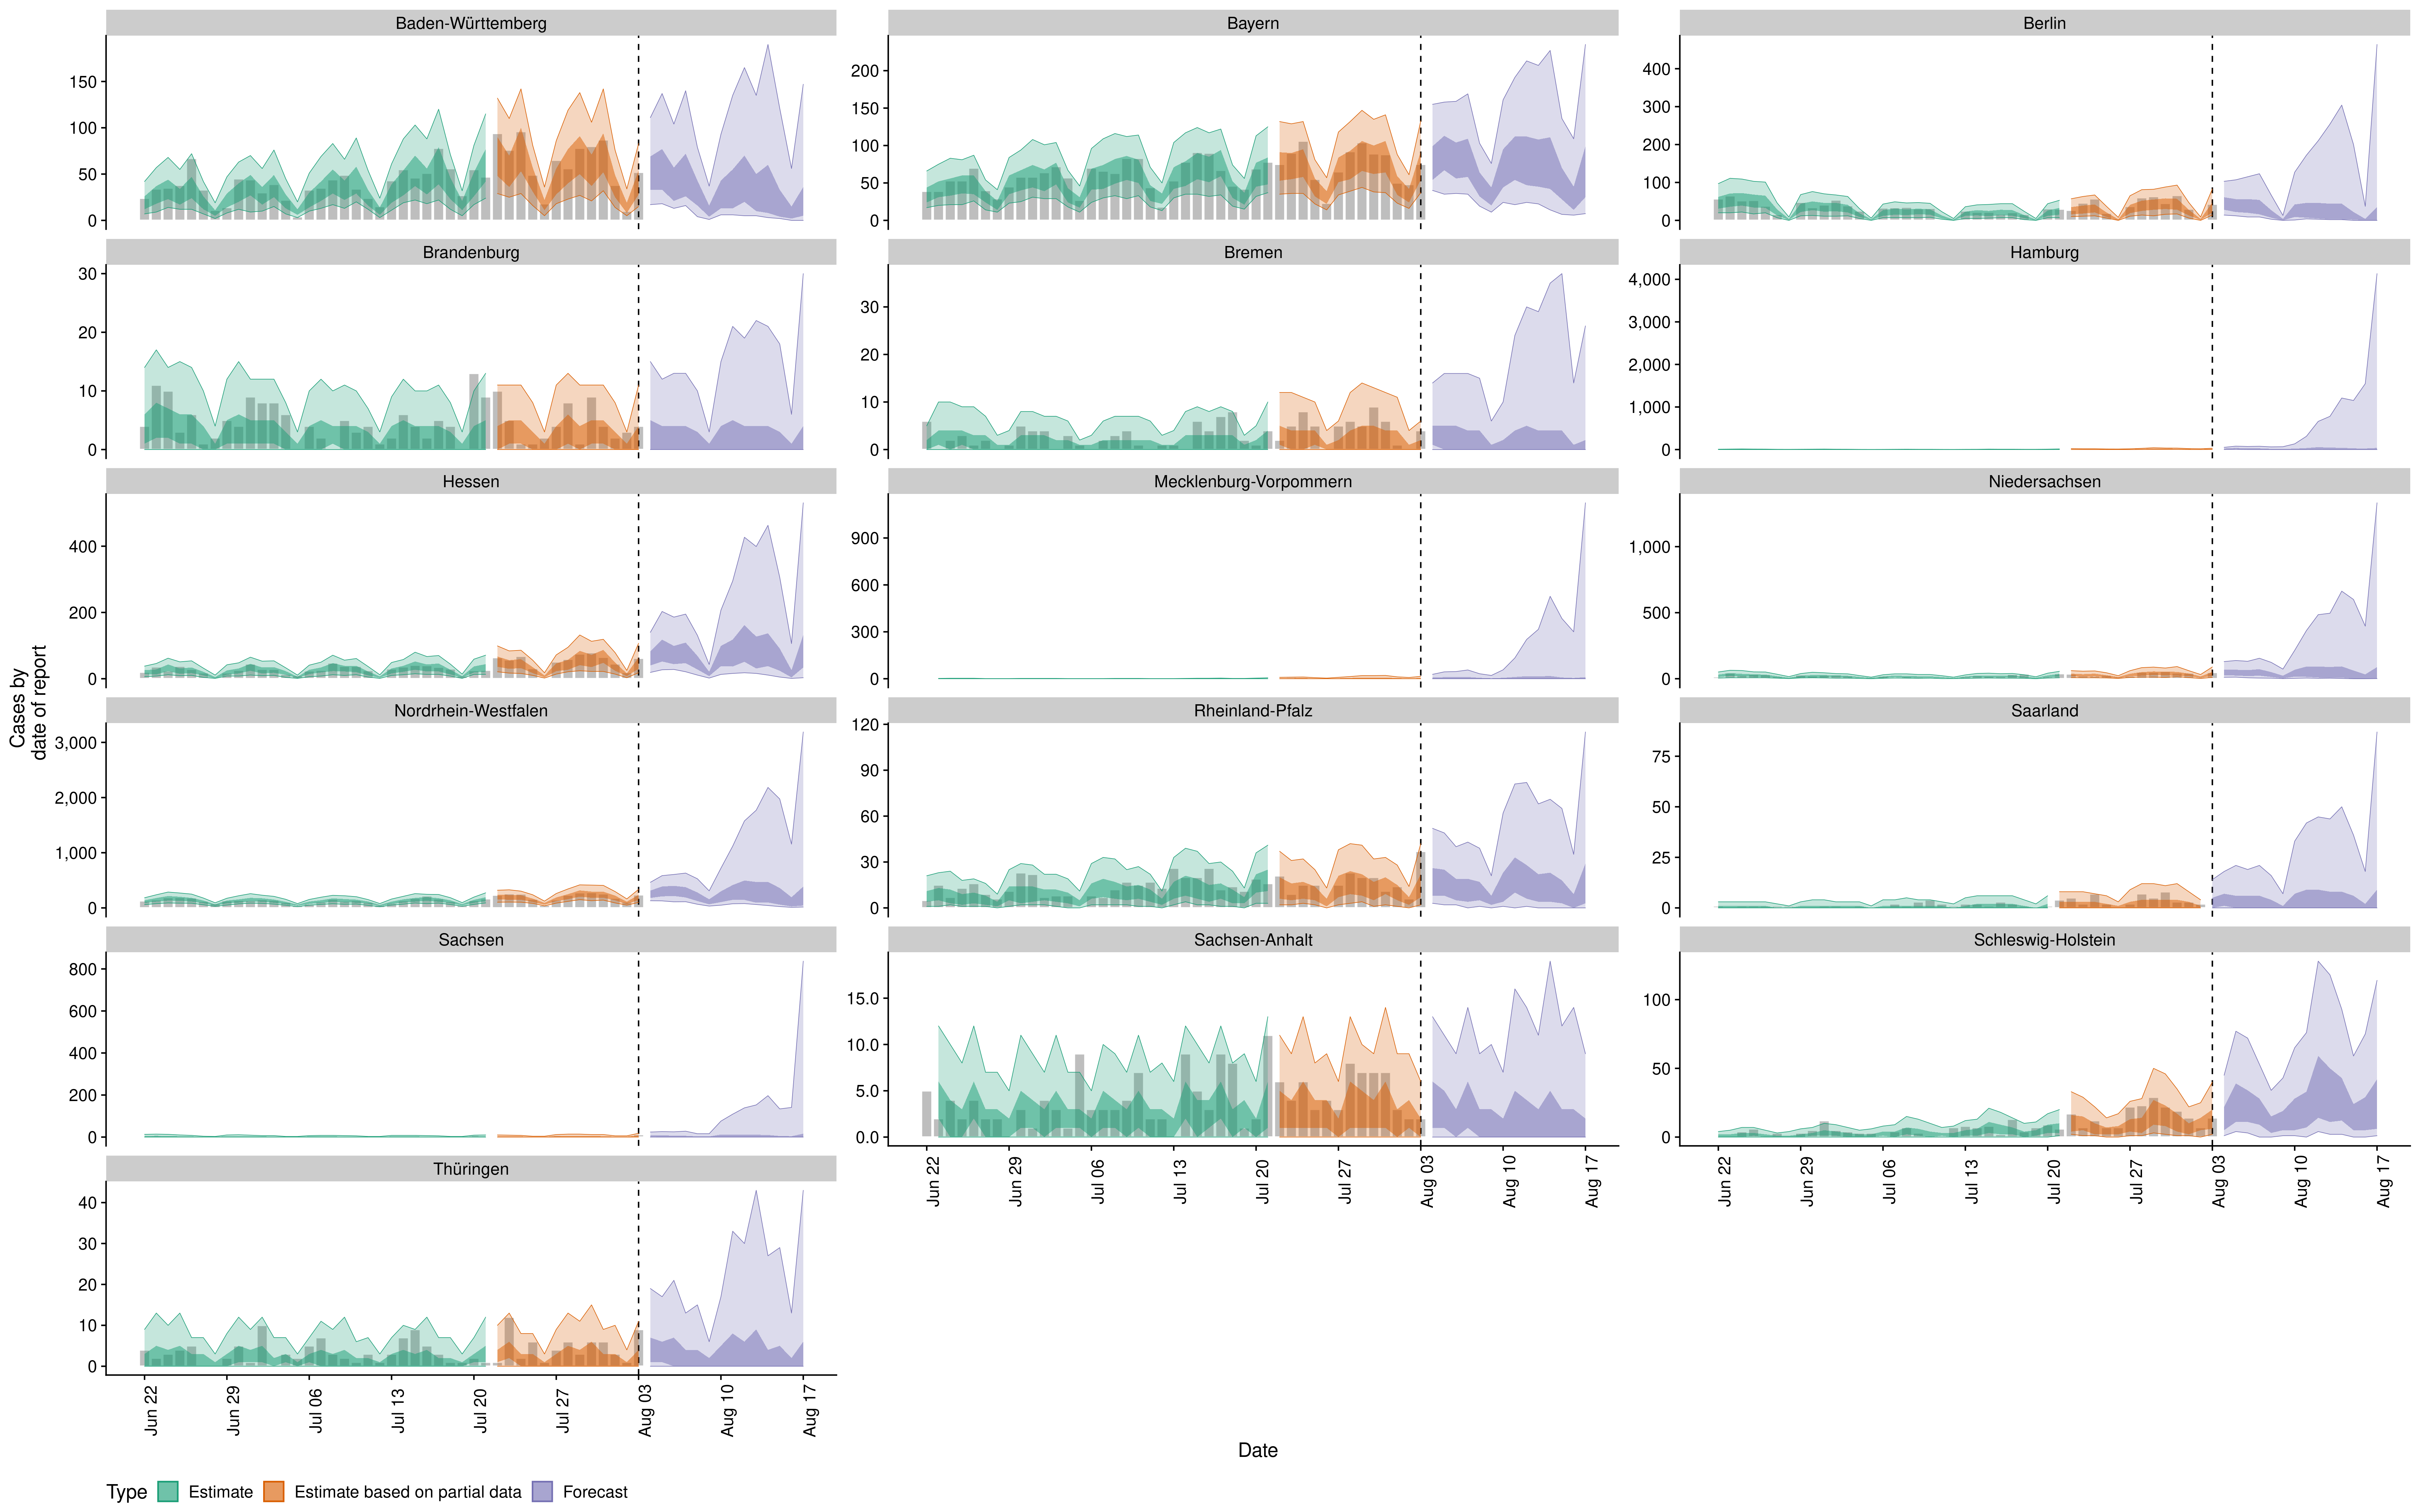 Baden-Württemberg
Bayern
Berlin
150
100
50
0
200
150
100
50
0
400
300
200
100
0
Brandenburg
Bremen
Hamburg
30
20
10
0
30
20
10
0
4,000
3,000
2,000
1,000
0
Hessen
Mecklenburg-Vorpommern
Niedersachsen
400
200
0
900
600
300
0
1,000
500
0
Cases by
date of report
Nordrhein-Westfalen
Rheinland-Pfalz
Saarland
3,000
2,000
1,000
0
120
90
60
30
0
75
50
25
0
Sachsen
Sachsen-Anhalt
Schleswig-Holstein
800
600
400
200
0
15.0
10.0
5.0
0.0
100
50
0
Jun 22
Jun 29
Jul 06
Jul 13
Jul 20
Jul 27
Aug 03
Aug 10
Aug 17
Jun 22
Jun 29
Jul 06
Jul 13
Jul 20
Jul 27
Aug 03
Aug 10
Aug 17
Thüringen
40
30
20
10
0
Jun 22
Jun 29
Jul 06
Jul 13
Jul 20
Jul 27
Aug 03
Aug 10
Aug 17
Date
Type Estimate Estimate based on partial data Forecast